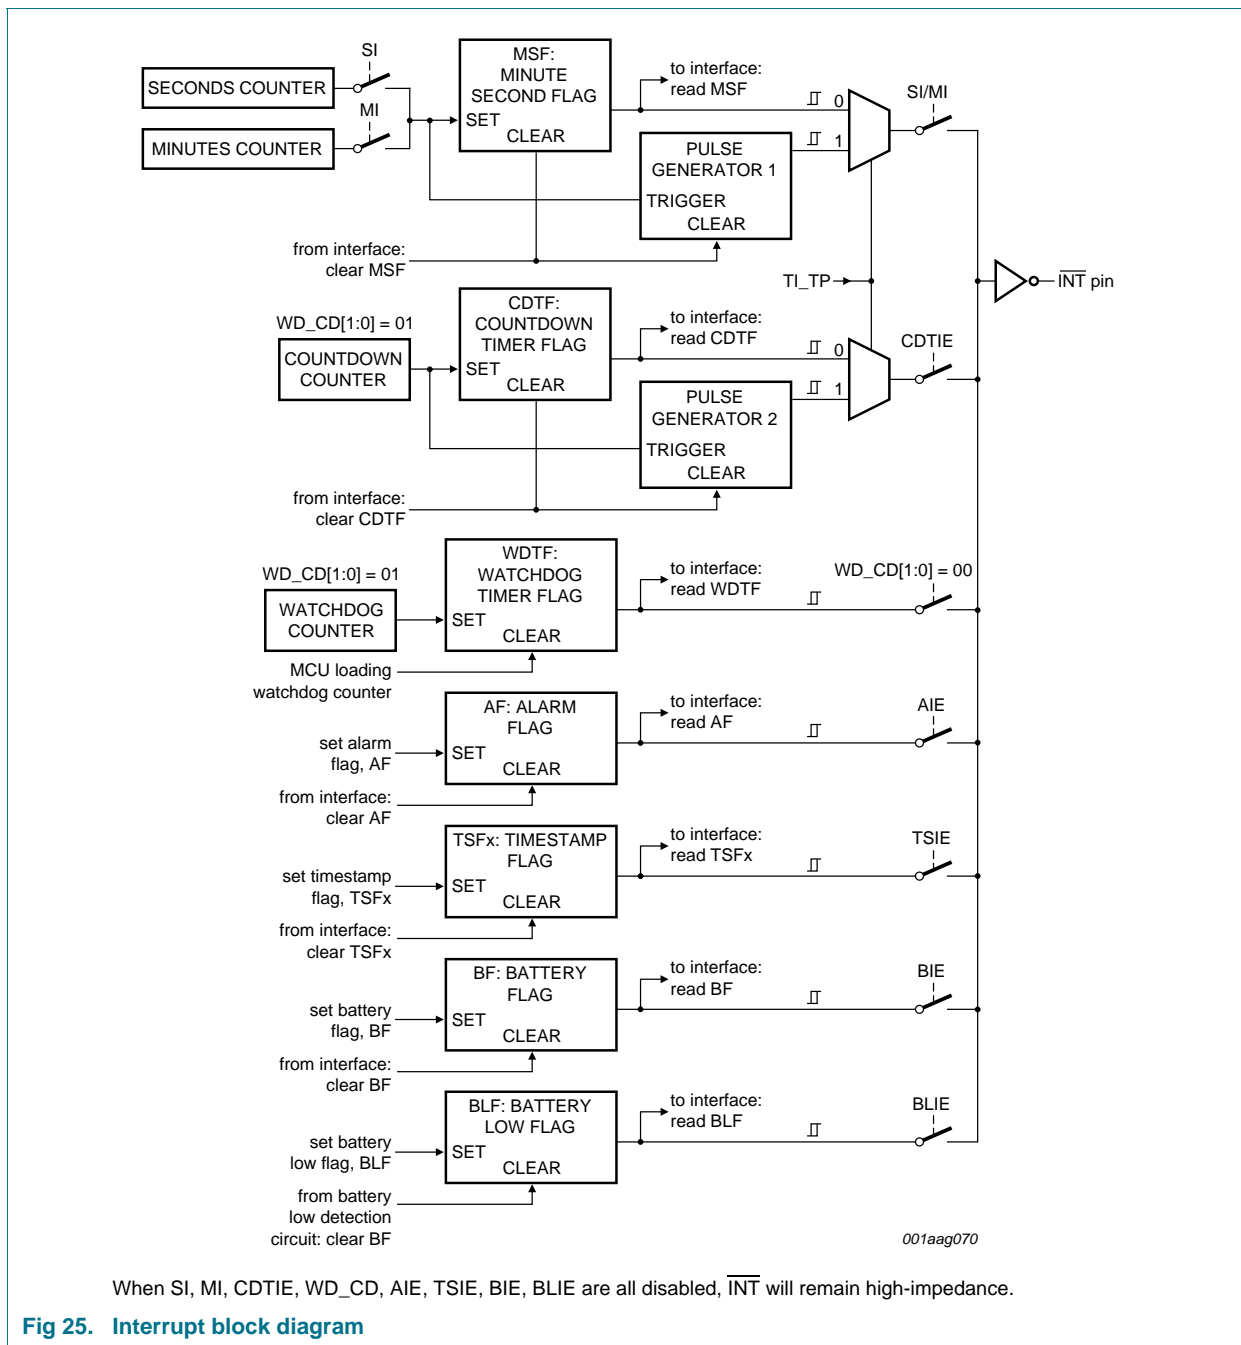 SI
SECONDS COUNTER
MI
MINUTES COUNTER
MSF:
MINUTE
SECOND FLAG
SET
CLEAR
to interface:
read MSF
0
1
SI/MI
PULSE
GENERATOR 1
TRIGGER
CLEAR
from interface:
clear MSF
TI_TP
INT pin
WD_CD[1:0] = 01
COUNTDOWN
COUNTER
CDTF:
COUNTDOWN
TIMER FLAG
SET
CLEAR
to interface:
read CDTF
0
1
CDTIE
PULSE
GENERATOR 2
TRIGGER
CLEAR
from interface:
clear CDTF
WD_CD[1:0] = 01
WATCHDOG
COUNTER
WDTF:
WATCHDOG
TIMER FLAG
SET
CLEAR
to interface:
read WDTF
WD_CD[1:0] = 00
MCU loading
watchdog counter
AF: ALARM
FLAG
SET
CLEAR
to interface:
read AF
AIE
set alarm
flag, AF
from interface:
clear AF
TSFx: TIMESTAMP
FLAG
SET
CLEAR
to interface:
read TSFx
TSIE
set timestamp
flag, TSFx
from interface:
clear TSFx
BF: BATTERY
FLAG
SET
CLEAR
to interface:
read BF
BIE
set battery
flag, BF
from interface:
clear BF
BLF: BATTERY
LOW FLAG
SET
CLEAR
to interface:
read BLF
BLIE
set battery
low flag, BLF
from battery
low detection
circuit: clear BF
001aag070
When SI, MI, CDTIE, WD_CD, AIE, TSIE, BIE, BLIE are all disabled, INT will remain high-impedance.
Fig 25. Interrupt block diagram